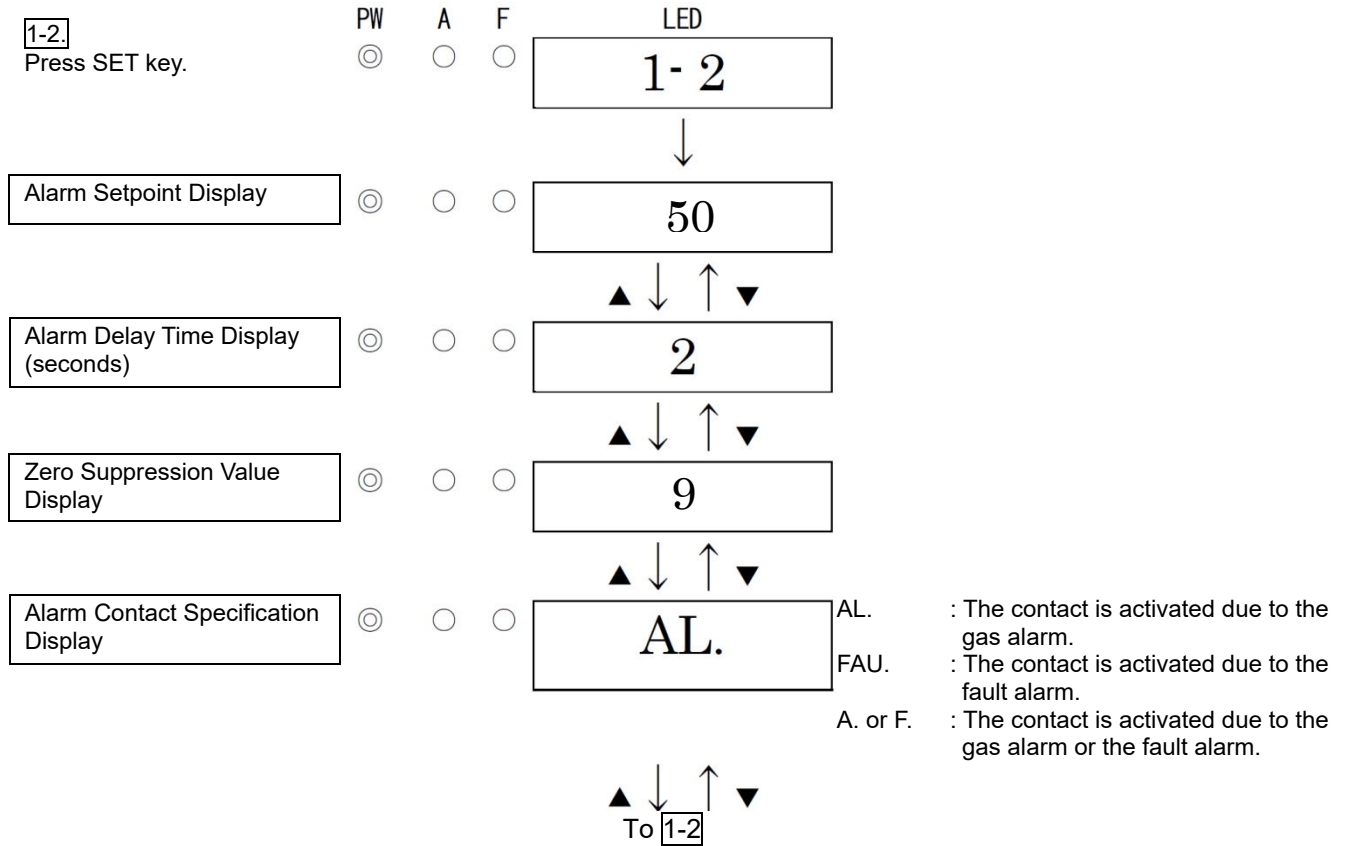 PW A F LED
1-2.
Press SET key.
1- 2
Alarm Setpoint Display
50
▲ ↓ ↑ ▼
Alarm Delay Time Display
(seconds)
2
▲ ↓ ↑ ▼
Zero Suppression Value
Display
9
▲ ↓ ↑ ▼
Alarm Contact Specification
Display
AL.
AL. : The contact is activated due to the
gas alarm.
FAU. : The contact is activated due to the
fault alarm.
A. or F. : The contact is activated due to the
gas alarm or the fault alarm.
▲ ↓ ↑ ▼
To 1-2